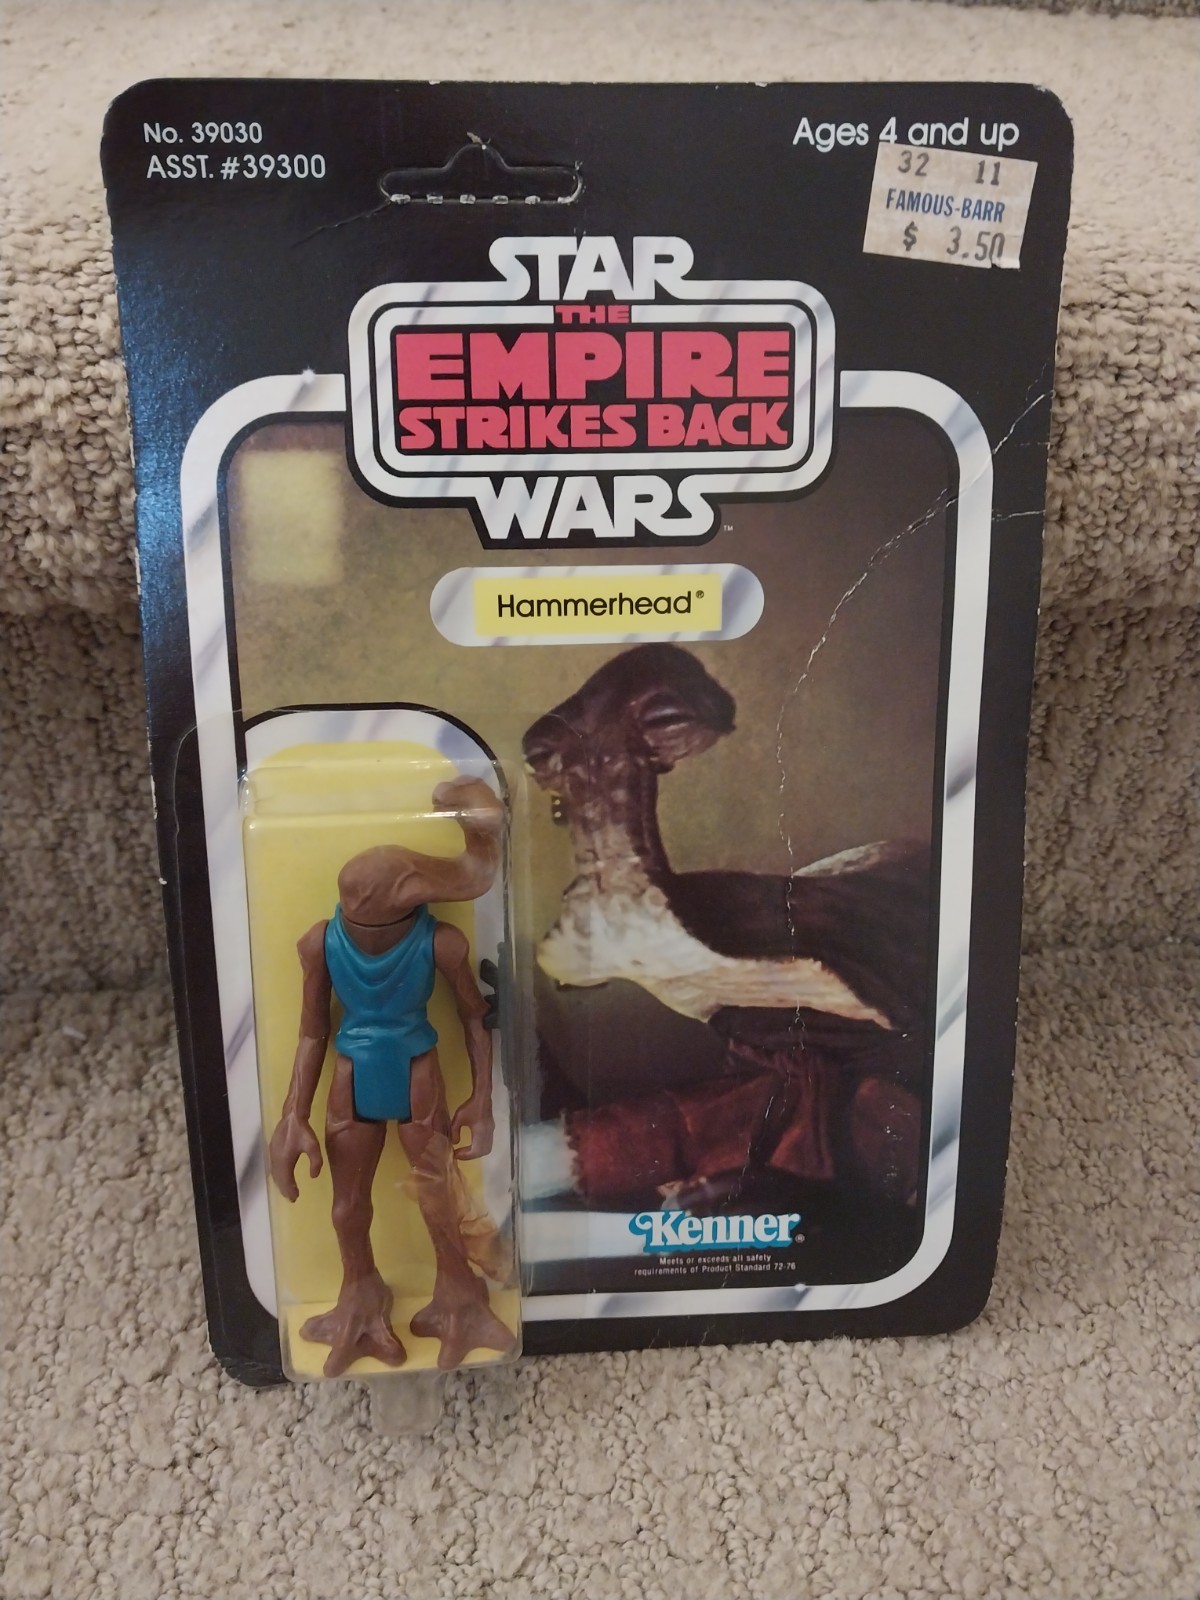 No. 39030
ASST. #39300
Ages 4 and up
32 11
FAMOUS-BARR
$ 3.50
STAR
THE
EMPIRE
STRIKES BACK
WARS™
Hammerhead®
Kenner®
Meets or exceeds all safety
requirements of Product Standard 72-76